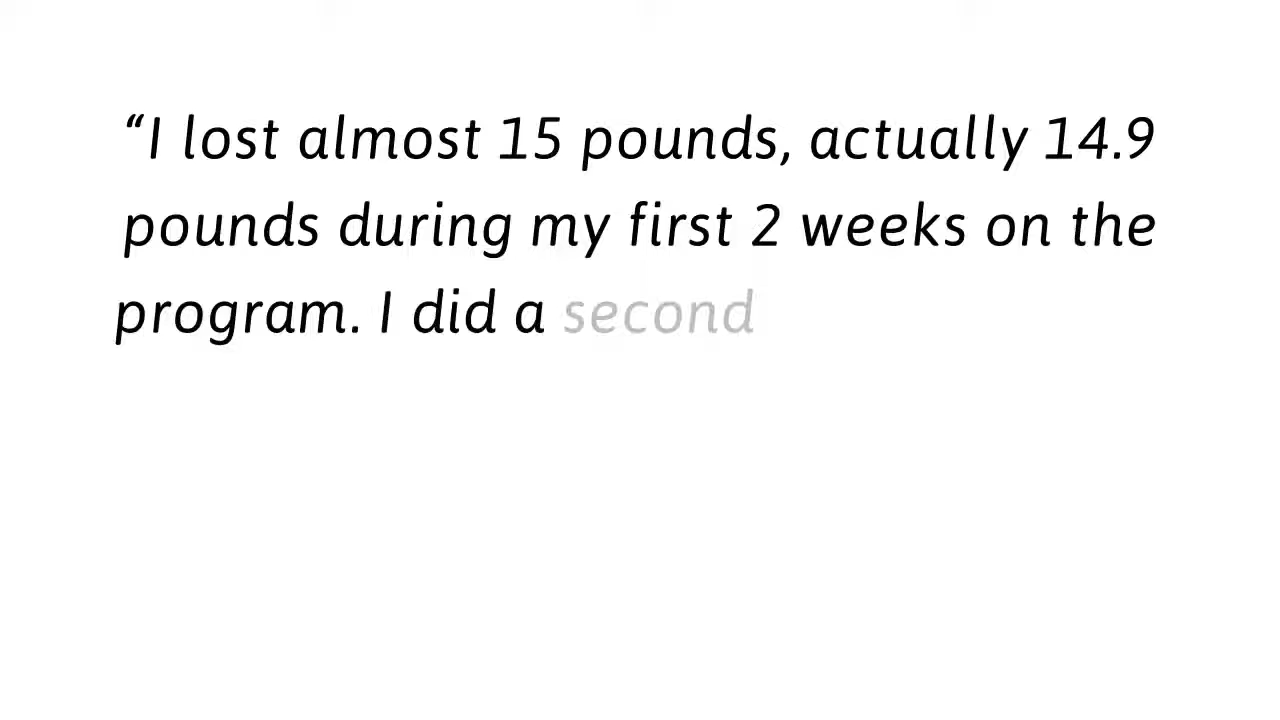 “I lost almost 15 pounds, actually 14.9
pounds during my first 2 weeks on the
program. I did a second